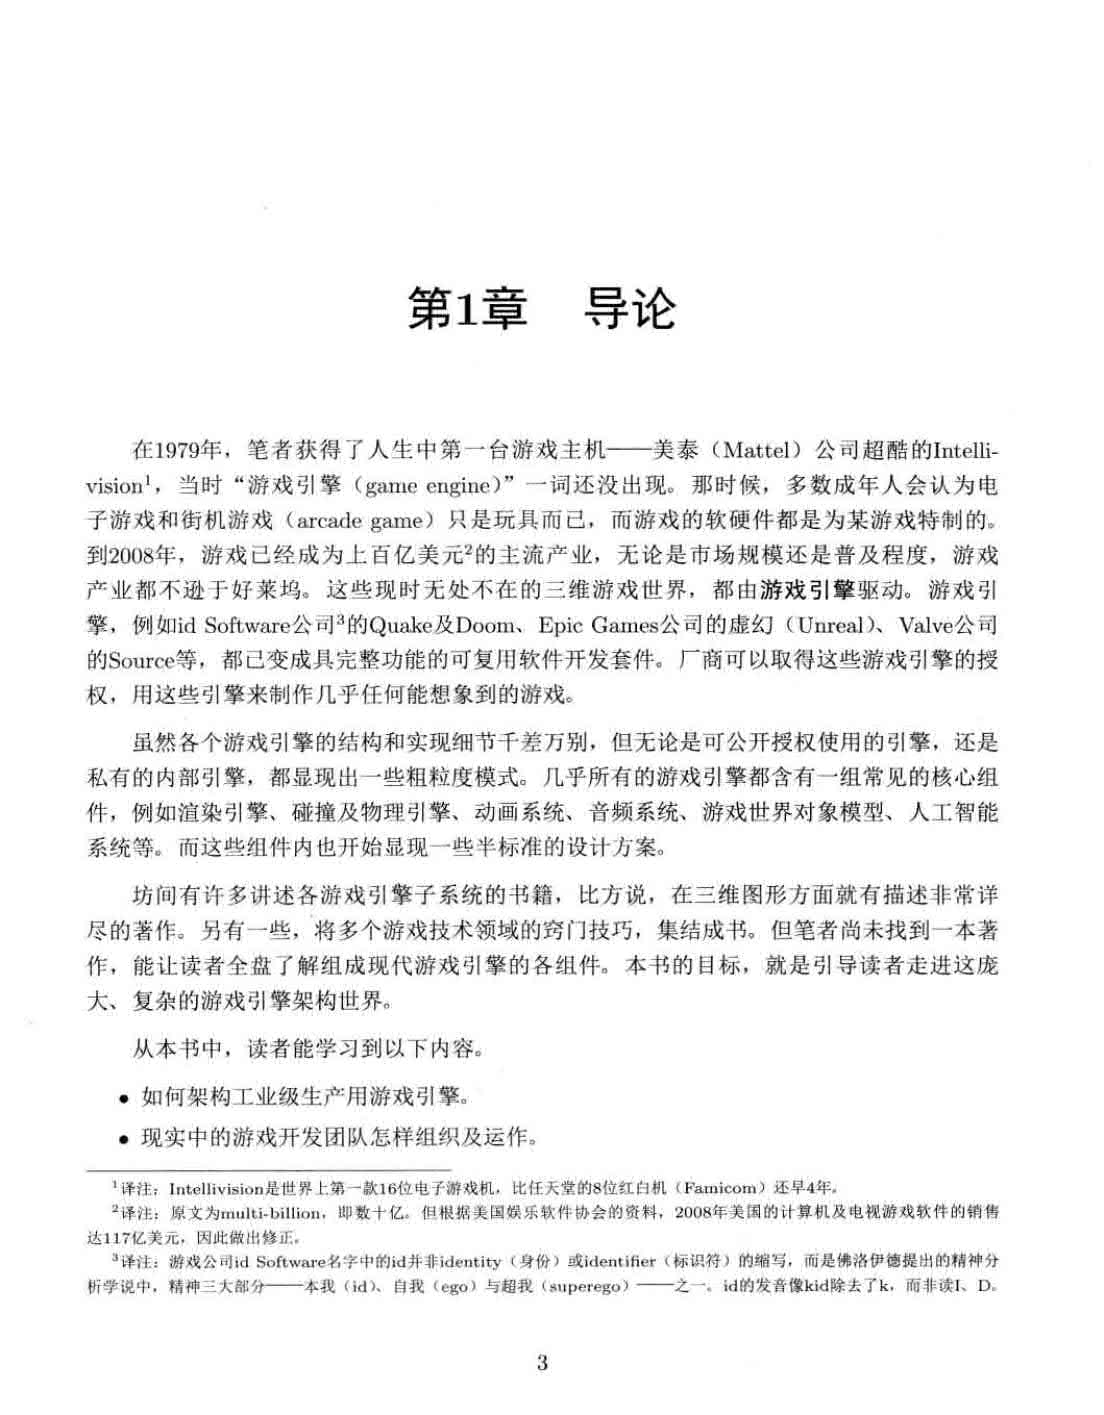 第1章　导论
在1979年，笔者获得了人生中第一台游戏主机——美泰（Mattel）公司超酷的Intelli-
vision¹，当时“游戏引擎（game engine）”一词还没出现。那时候，多数成年人会认为电
子游戏和街机游戏（arcade game）只是玩具而已，而游戏的软硬件都是为某游戏特制的。
到2008年，游戏已经成为上百亿美元²的主流产业，无论是市场规模还是普及程度，游戏
产业都不逊于好莱坞。这些现时无处不在的三维游戏世界，都由游戏引擎驱动。游戏引
擎，例如id Software公司³的Quake及Doom、Epic Games公司的虚幻（Unreal）、Valve公司
的Source等，都已变成具完整功能的可复用软件开发套件。厂商可以取得这些游戏引擎的授
权，用这些引擎来制作几乎任何能想象到的游戏。
虽然各个游戏引擎的结构和实现细节千差万别，但无论是可公开授权使用的引擎，还是
私有的内部引擎，都显现出一些粗粒度模式。几乎所有的游戏引擎都含有一组常见的核心组
件，例如渲染引擎、碰撞及物理引擎、动画系统、音频系统、游戏世界对象模型、人工智能
系统等。而这些组件内也开始显现一些半标准的设计方案。
坊间有许多讲述各游戏引擎子系统的书籍，比方说，在三维图形方面就有描述非常详
尽的著作。另有一些，将多个游戏技术领域的窍门技巧，集结成书。但笔者尚未找到一本著
作，能让读者全盘了解组成现代游戏引擎的各组件。本书的目标，就是引导读者走进这庞
大、复杂的游戏引擎架构世界。
从本书中，读者能学习到以下内容。
● 如何架构工业级生产用游戏引擎。
● 现实中的游戏开发团队怎样组织及运作。
¹译注：Intellivision是世界上第一款16位电子游戏机，比任天堂的8位红白机（Famicom）还早4年。
²译注：原文为multi-billion，即数十亿。但根据美国娱乐软件协会的资料，2008年美国的计算机及电视游戏软件的销售
达117亿美元，因此做出修正。
³译注：游戏公司id Software名字中的id并非identity（身份）或identifier（标识符）的缩写，而是佛洛伊德提出的精神分
析学说中，精神三大部分——本我（id）、自我（ego）与超我（superego）——之一。id的发音像kid除去了k，而非读I、D。
3